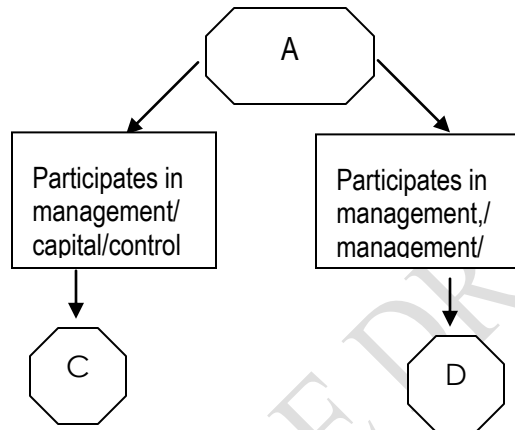 A
Participates in
management/
capital/control
Participates in
management,/
management/
C
D